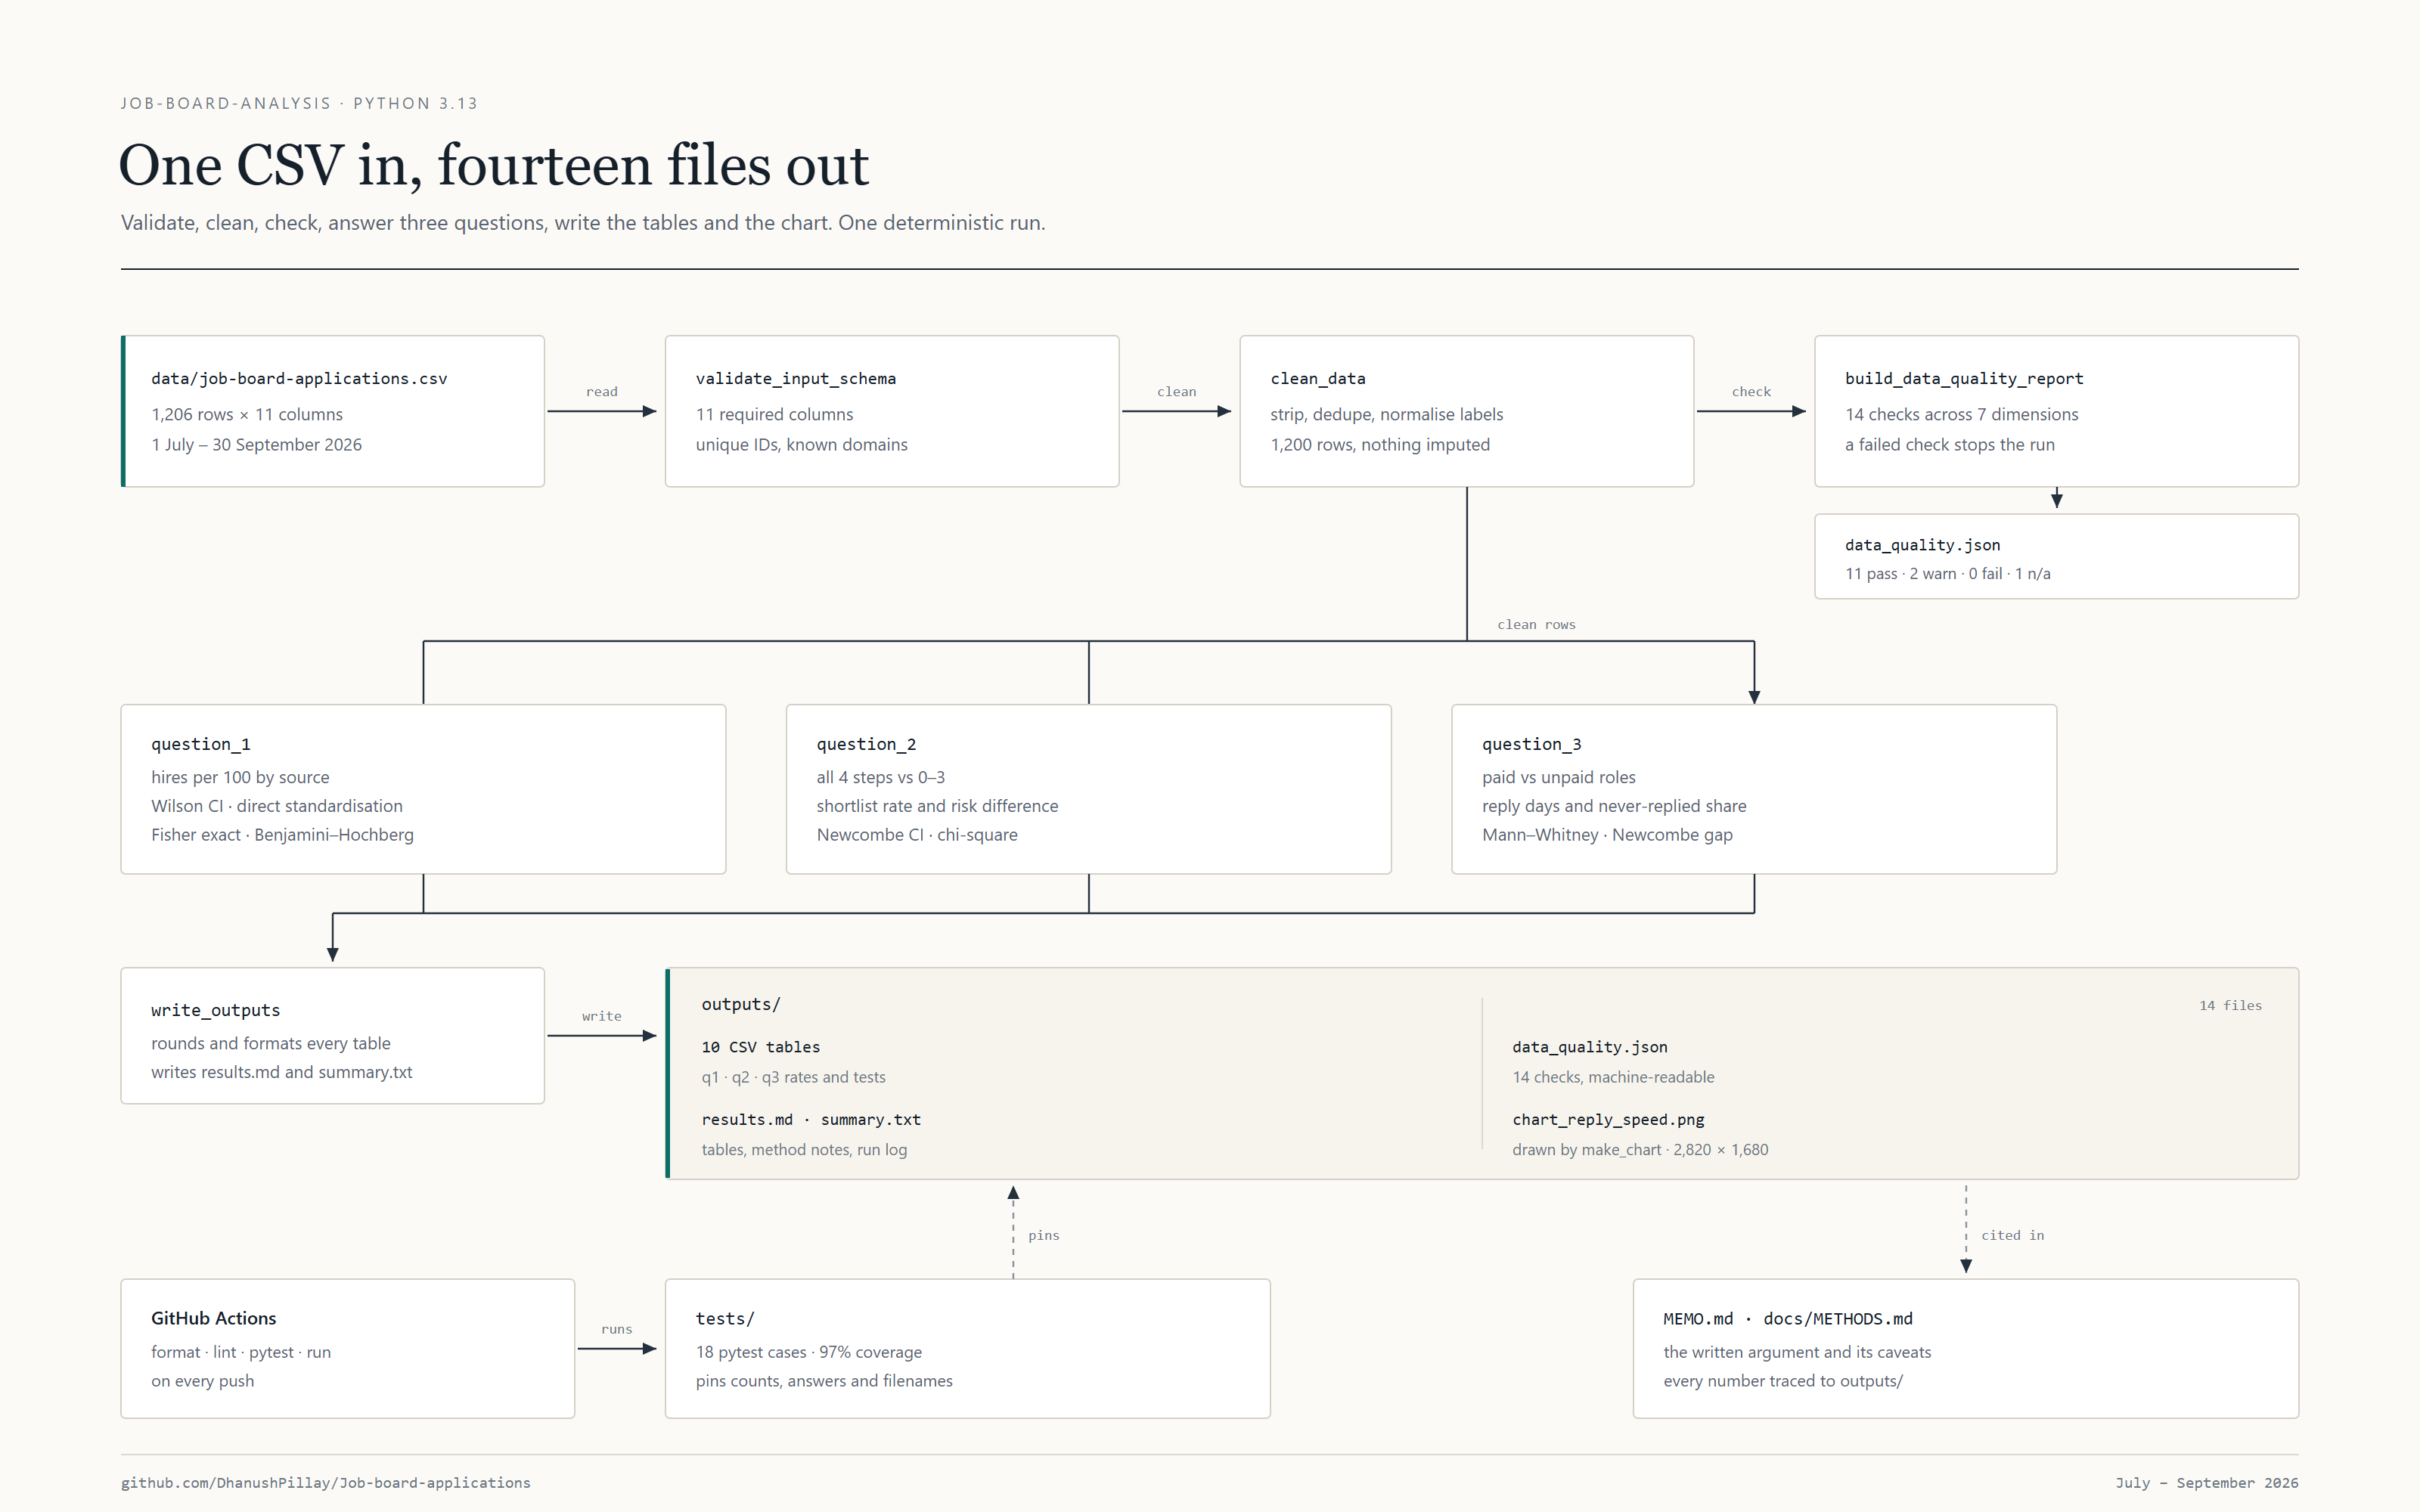 JOB-BOARD-ANALYSIS · PYTHON 3.13
One CSV in, fourteen files out
Validate, clean, check, answer three questions, write the tables and the chart. One deterministic run.
data/job-board-applications.csv
1,206 rows × 11 columns
1 July – 30 September 2026
read
validate_input_schema
11 required columns
unique IDs, known domains
clean
clean_data
strip, dedupe, normalise labels
1,200 rows, nothing imputed
check
build_data_quality_report
14 checks across 7 dimensions
a failed check stops the run
data_quality.json
11 pass · 2 warn · 0 fail · 1 n/a
clean rows
question_1
hires per 100 by source
Wilson CI · direct standardisation
Fisher exact · Benjamini–Hochberg
question_2
all 4 steps vs 0–3
shortlist rate and risk difference
Newcombe CI · chi-square
question_3
paid vs unpaid roles
reply days and never-replied share
Mann–Whitney · Newcombe gap
write_outputs
rounds and formats every table
writes results.md and summary.txt
write
outputs/
14 files
10 CSV tables
q1 · q2 · q3 rates and tests
results.md · summary.txt
tables, method notes, run log
data_quality.json
14 checks, machine-readable
chart_reply_speed.png
drawn by make_chart · 2,820 × 1,680
pins
cited in
GitHub Actions
format · lint · pytest · run
on every push
runs
tests/
18 pytest cases · 97% coverage
pins counts, answers and filenames
MEMO.md · docs/METHODS.md
the written argument and its caveats
every number traced to outputs/
github.com/DhanushPillay/Job-board-applications
July – September 2026